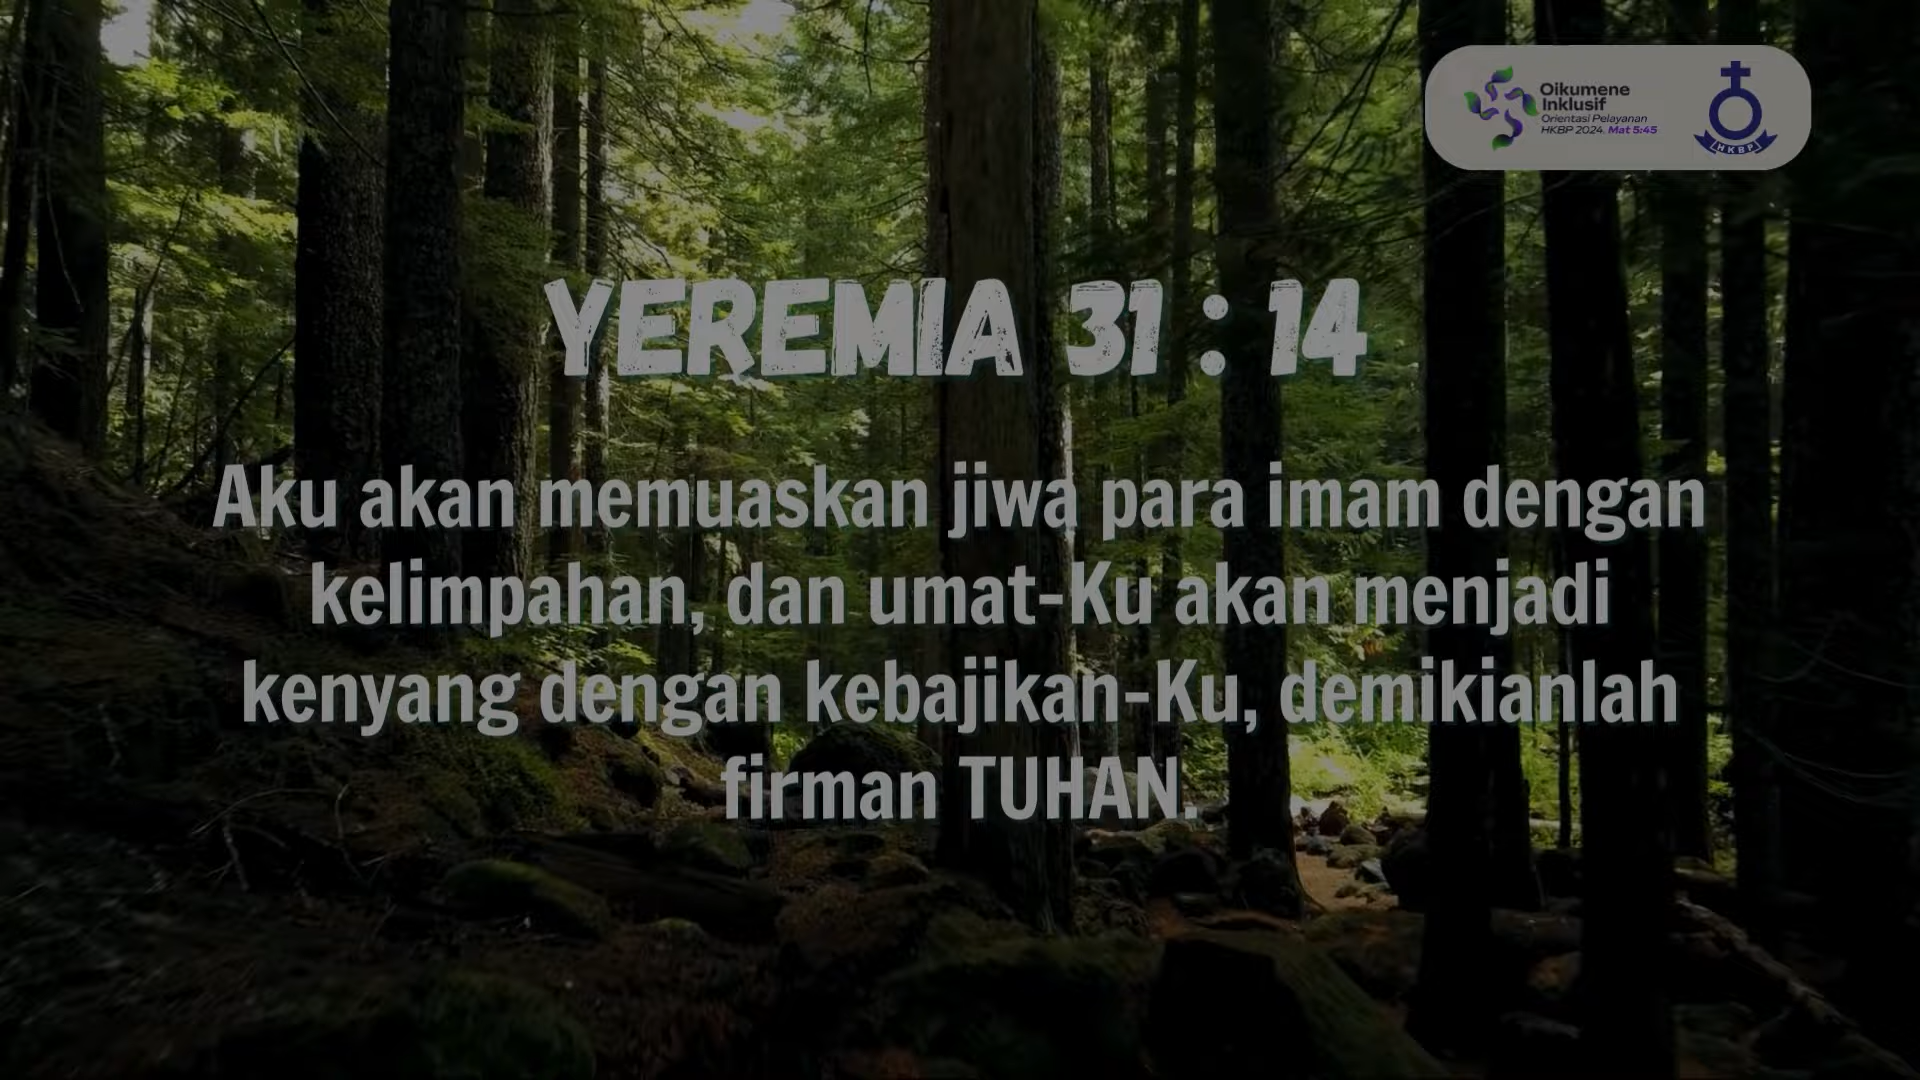 Oikumene
Inklusif
Orientasi Pelayanan
HKBP 2024. Mat 5:45
HKBP
YEREMIA 31 : 14
Aku akan memuaskan jiwa para imam dengan
kelimpahan, dan umat-Ku akan menjadi
kenyang dengan kebajikan-Ku, demikianlah
firman TUHAN.